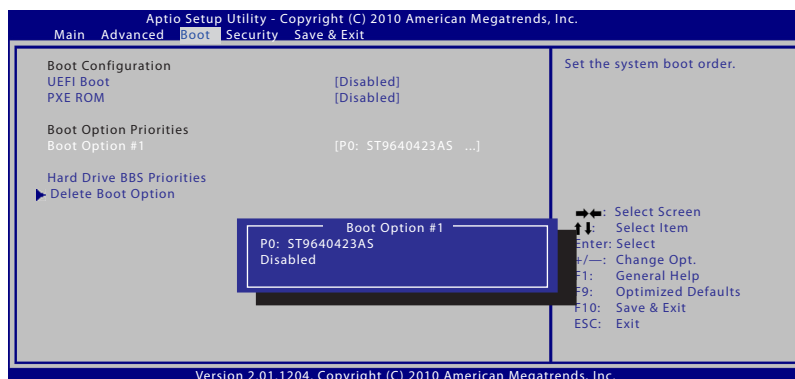 Aptio Setup Utility - Copyright (C) 2010 American Megatrends, Inc.
Main Advanced Boot Security Save & Exit
Boot Configuration
UEFI Boot [Disabled]
PXE ROM [Disabled]
Boot Option Priorities
Boot Option #1 [P0: ST9640423AS ...]
Hard Drive BBS Priorities
Delete Boot Option
Boot Option #1
P0: ST9640423AS
Disabled
Set the system boot order.
: Select Screen
: Select Item
Enter: Select
+/—: Change Opt.
F1: General Help
F9: Optimized Defaults
F10: Save & Exit
ESC: Exit
Version 2.01.1204. Copyright (C) 2010 American Megatrends, Inc.